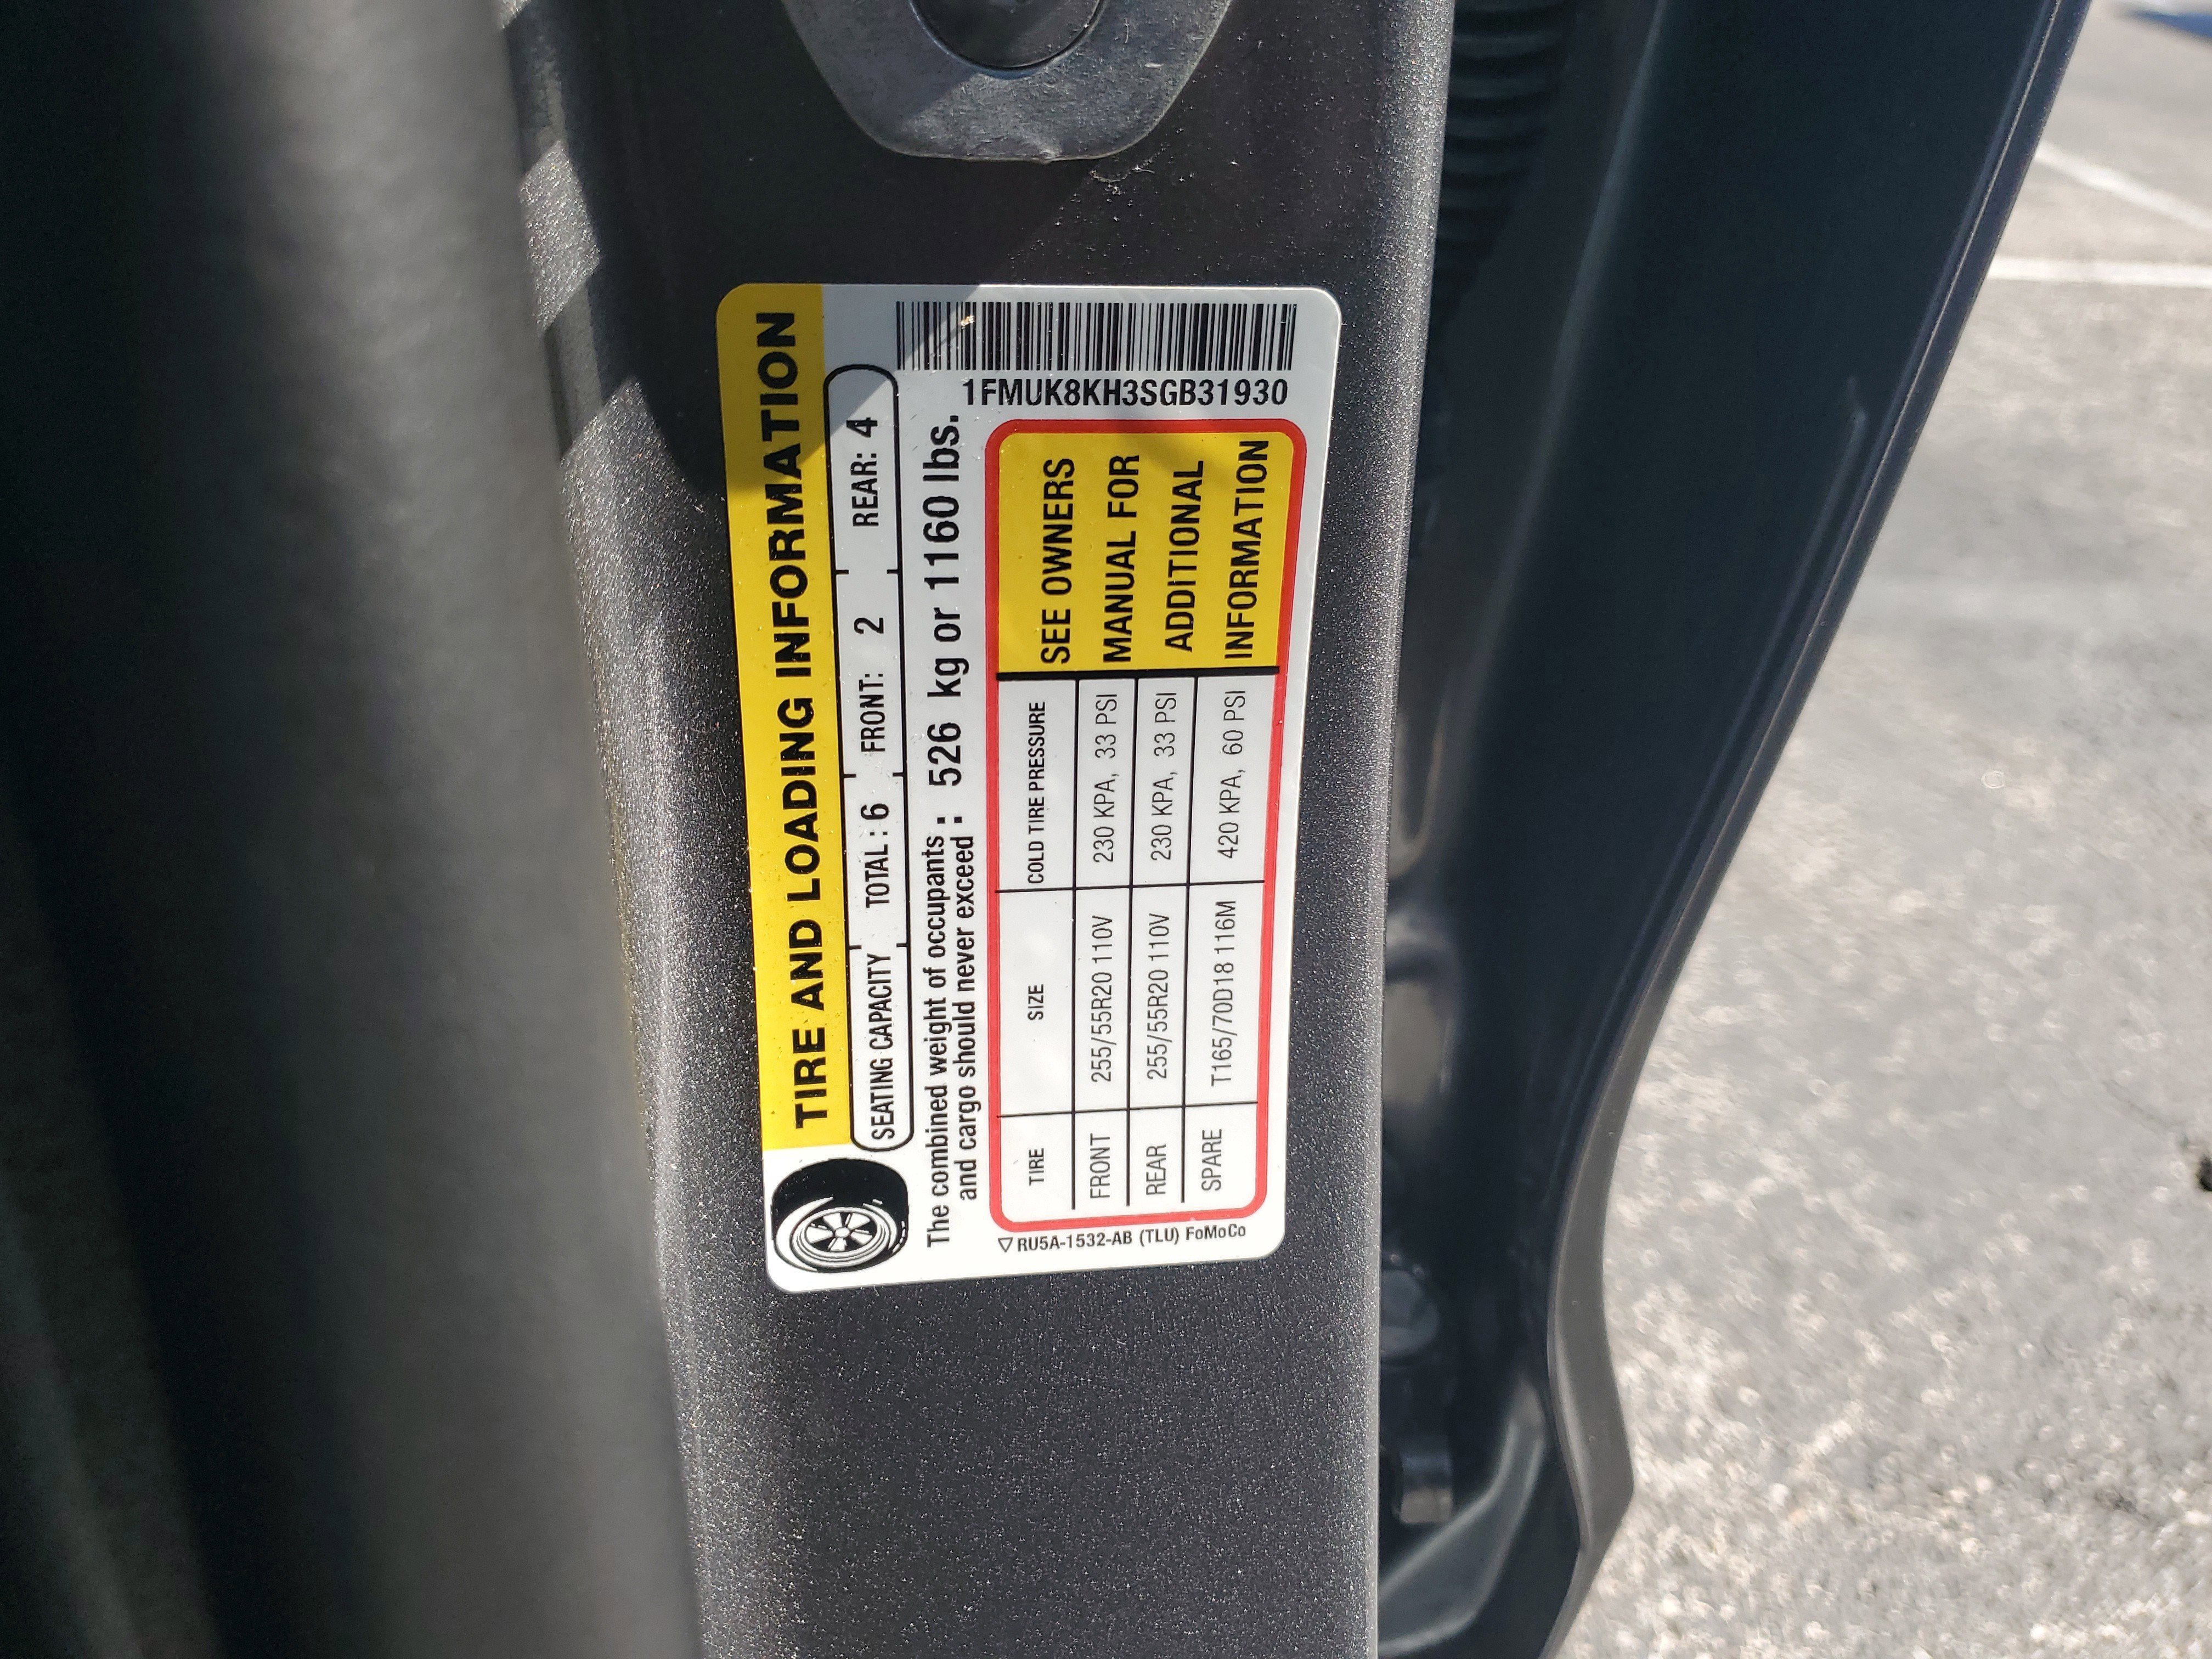 TIRE AND LOADING INFORMATION
SEATING CAPACITY TOTAL : 6 FRONT: 2 REAR: 4
The combined weight of occupants : 526 kg or 1160 lbs.
and cargo should never exceed :
TIRE SIZE COLD TIRE PRESSURE
FRONT 255/55R20 110V 230 KPA, 33 PSI
REAR 255/55R20 110V 230 KPA, 33 PSI
SPARE T165/70D18 116M 420 KPA, 60 PSI
SEE OWNERS
MANUAL FOR
ADDITIONAL
INFORMATION
1FMUK8KH3SGB31930
RU5A-1532-AB (TLU) FoMoCo